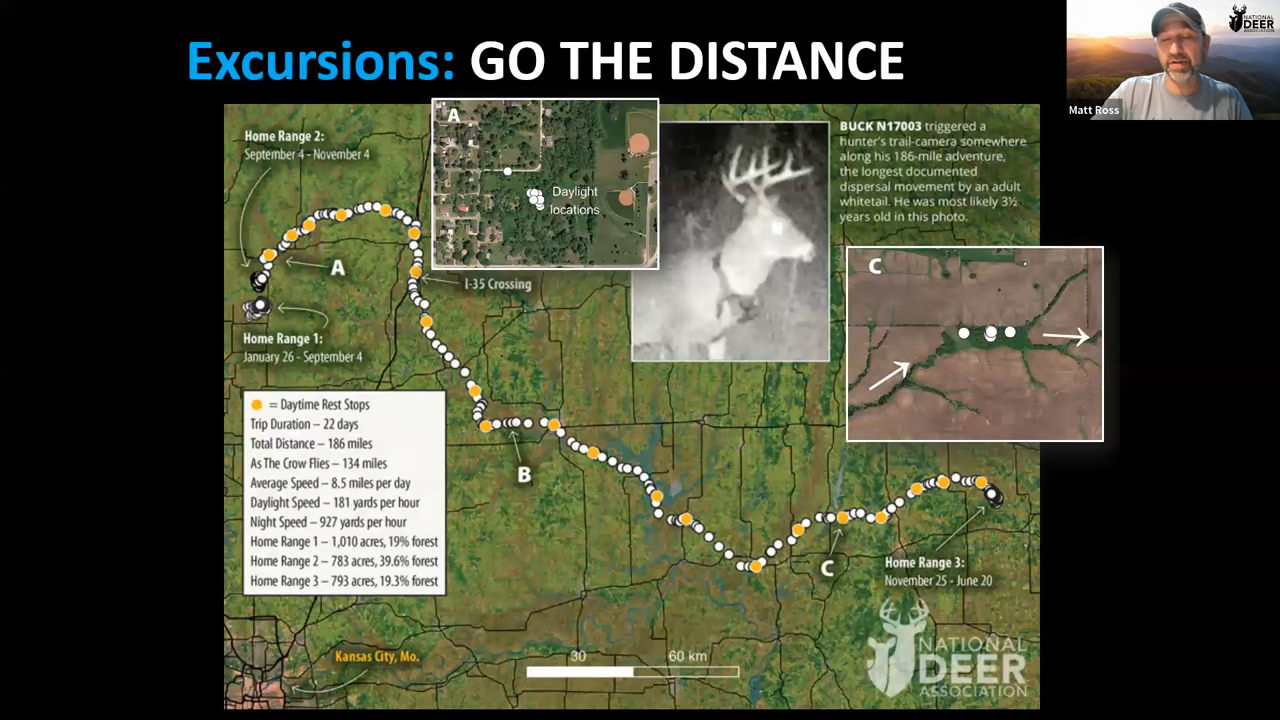 Excursions: GO THE DISTANCE
NATIONAL
DEER
ASSOCIATION
Matt Ross
Home Range 2:
September 4 - November 4
A
I-35 Crossing
Home Range 1:
January 26 - September 4
A
Daylight
locations
BUCK N17003 triggered a
hunter's trail-camera somewhere
along his 186-mile adventure,
the longest documented
dispersal movement by an adult
whitetail. He was most likely 3½
years old in this photo.
C
= Daytime Rest Stops
Trip Duration – 22 days
Total Distance – 186 miles
As The Crow Flies – 134 miles
Average Speed – 8.5 miles per day
Daylight Speed – 181 yards per hour
Night Speed – 927 yards per hour
Home Range 1 – 1,010 acres, 19% forest
Home Range 2 – 783 acres, 39.6% forest
Home Range 3 – 793 acres, 19.3% forest
B
C
Home Range 3:
November 25 - June 20
Kansas City, Mo.
30 60 km
NATIONAL
DEER
ASSOCIATION